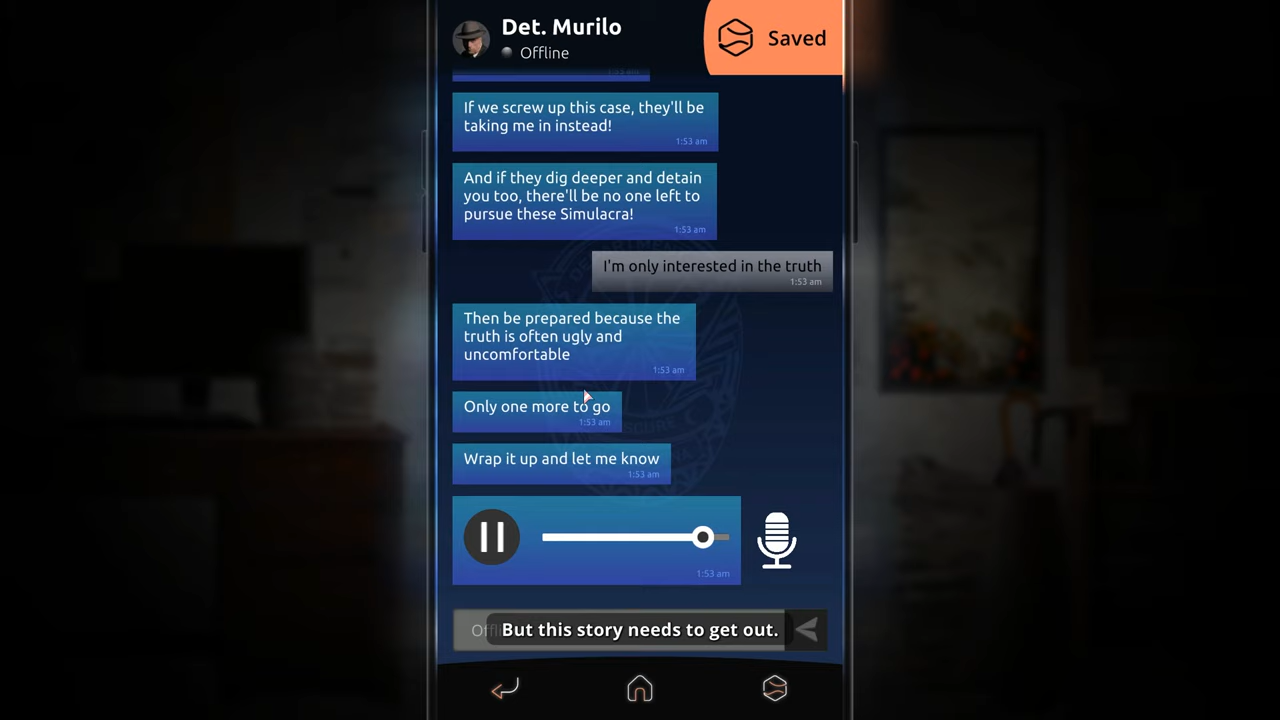 Det. Murilo
Offline
Saved
1:53 am
If we screw up this case, they'll be
taking me in instead!
1:53 am
And if they dig deeper and detain
you too, there'll be no one left to
pursue these Simulacra!
1:53 am
I'm only interested in the truth
1:53 am
Then be prepared because the
truth is often ugly and
uncomfortable
1:53 am
Only one more to go
1:53 am
Wrap it up and let me know
1:53 am
1:53 am
But this story needs to get out.